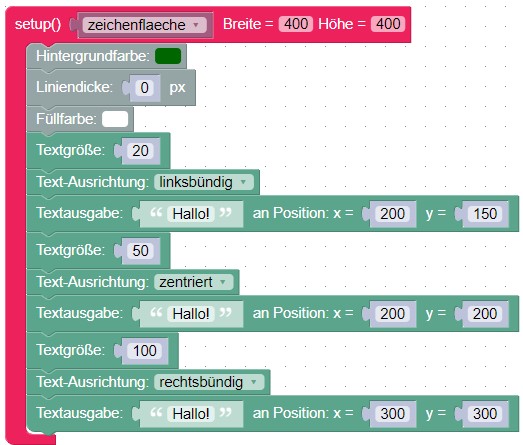 setup() zeichenflaeche Breite = 400 Höhe = 400
Hintergrundfarbe:
Liniendicke: 0 px
Füllfarbe:
Textgröße: 20
Text-Ausrichtung: linksbündig
Textausgabe: “ Hallo! ” an Position: x = 200 y = 150
Textgröße: 50
Text-Ausrichtung: zentriert
Textausgabe: “ Hallo! ” an Position: x = 200 y = 200
Textgröße: 100
Text-Ausrichtung: rechtsbündig
Textausgabe: “ Hallo! ” an Position: x = 300 y = 300